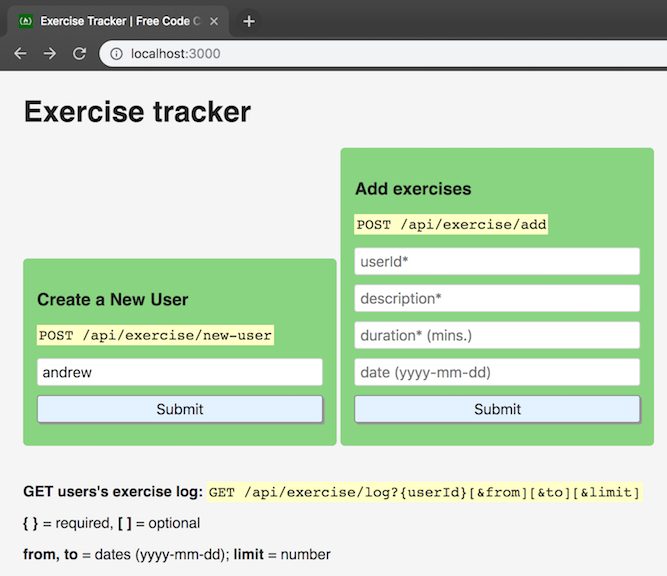 Exercise Tracker | Free Code C
localhost:3000
Exercise tracker
Create a New User
POST /api/exercise/new-user
andrew
Submit
Add exercises
POST /api/exercise/add
userId*
description*
duration* (mins.)
date (yyyy-mm-dd)
Submit
GET users's exercise log: GET /api/exercise/log?{userId}[&from][&to][&limit]
{ } = required, [ ] = optional
from, to = dates (yyyy-mm-dd); limit = number